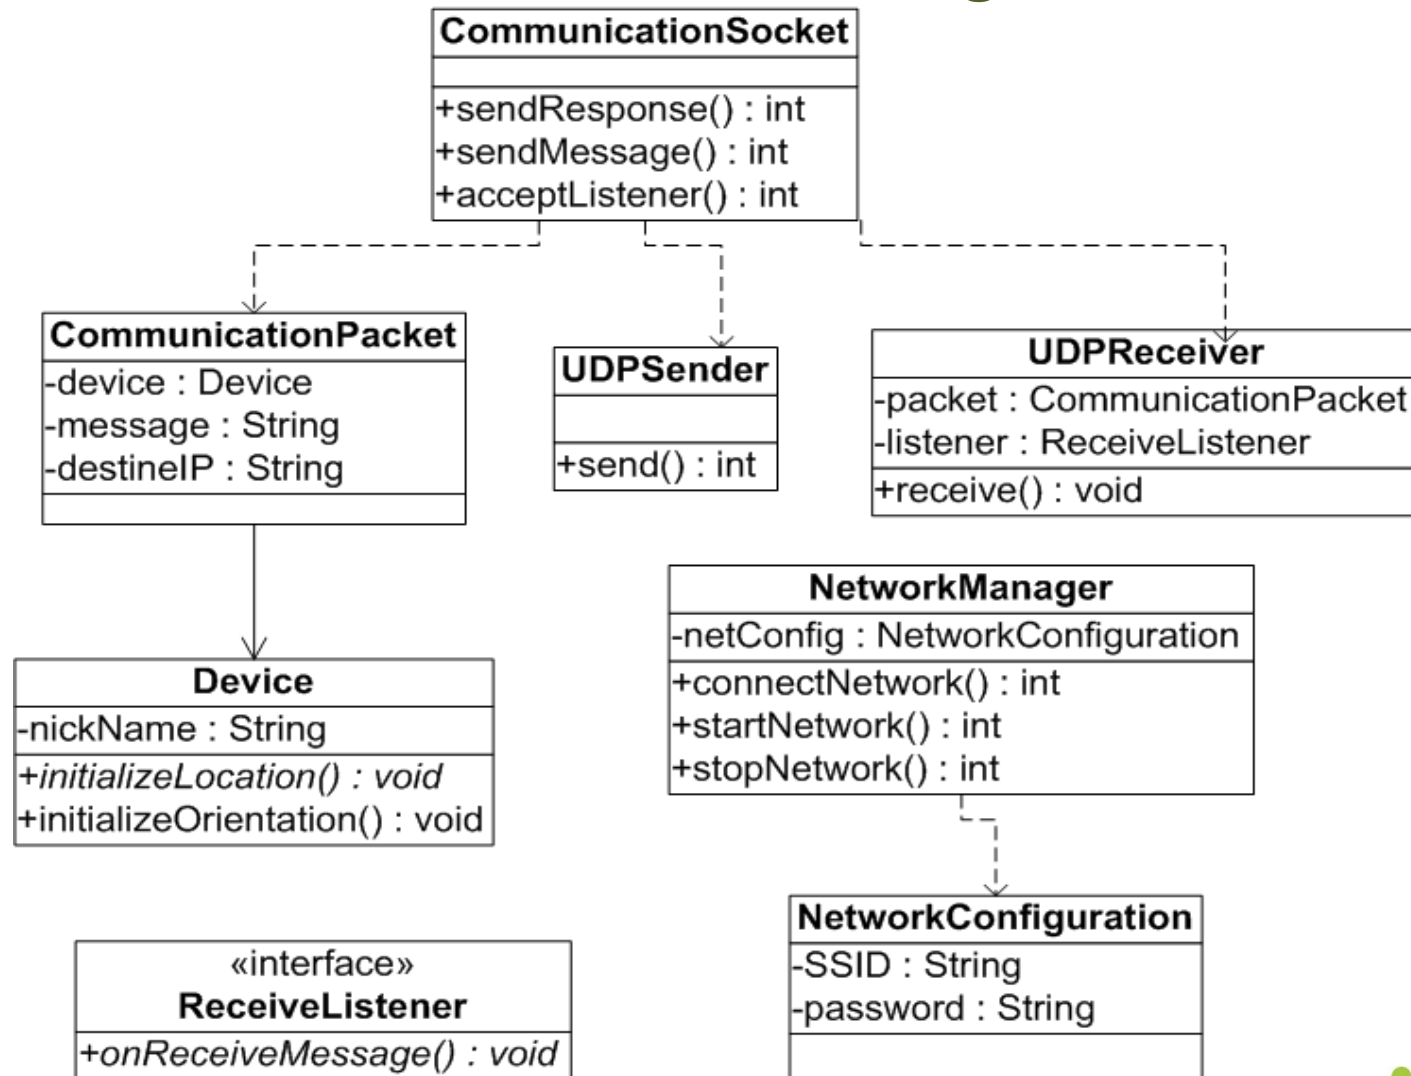 CommunicationSocket
+sendResponse() : int
+sendMessage() : int
+acceptListener() : int
CommunicationPacket
-device : Device
-message : String
-destineIP : String
UDPSender
+send() : int
UDPReceiver
-packet : CommunicationPacket
-listener : ReceiveListener
+receive() : void
NetworkManager
-netConfig : NetworkConfiguration
+connectNetwork() : int
+startNetwork() : int
+stopNetwork() : int
Device
-nickName : String
+initializeLocation() : void
+initializeOrientation() : void
NetworkConfiguration
-SSID : String
-password : String
«interface»
ReceiveListener
+onReceiveMessage() : void